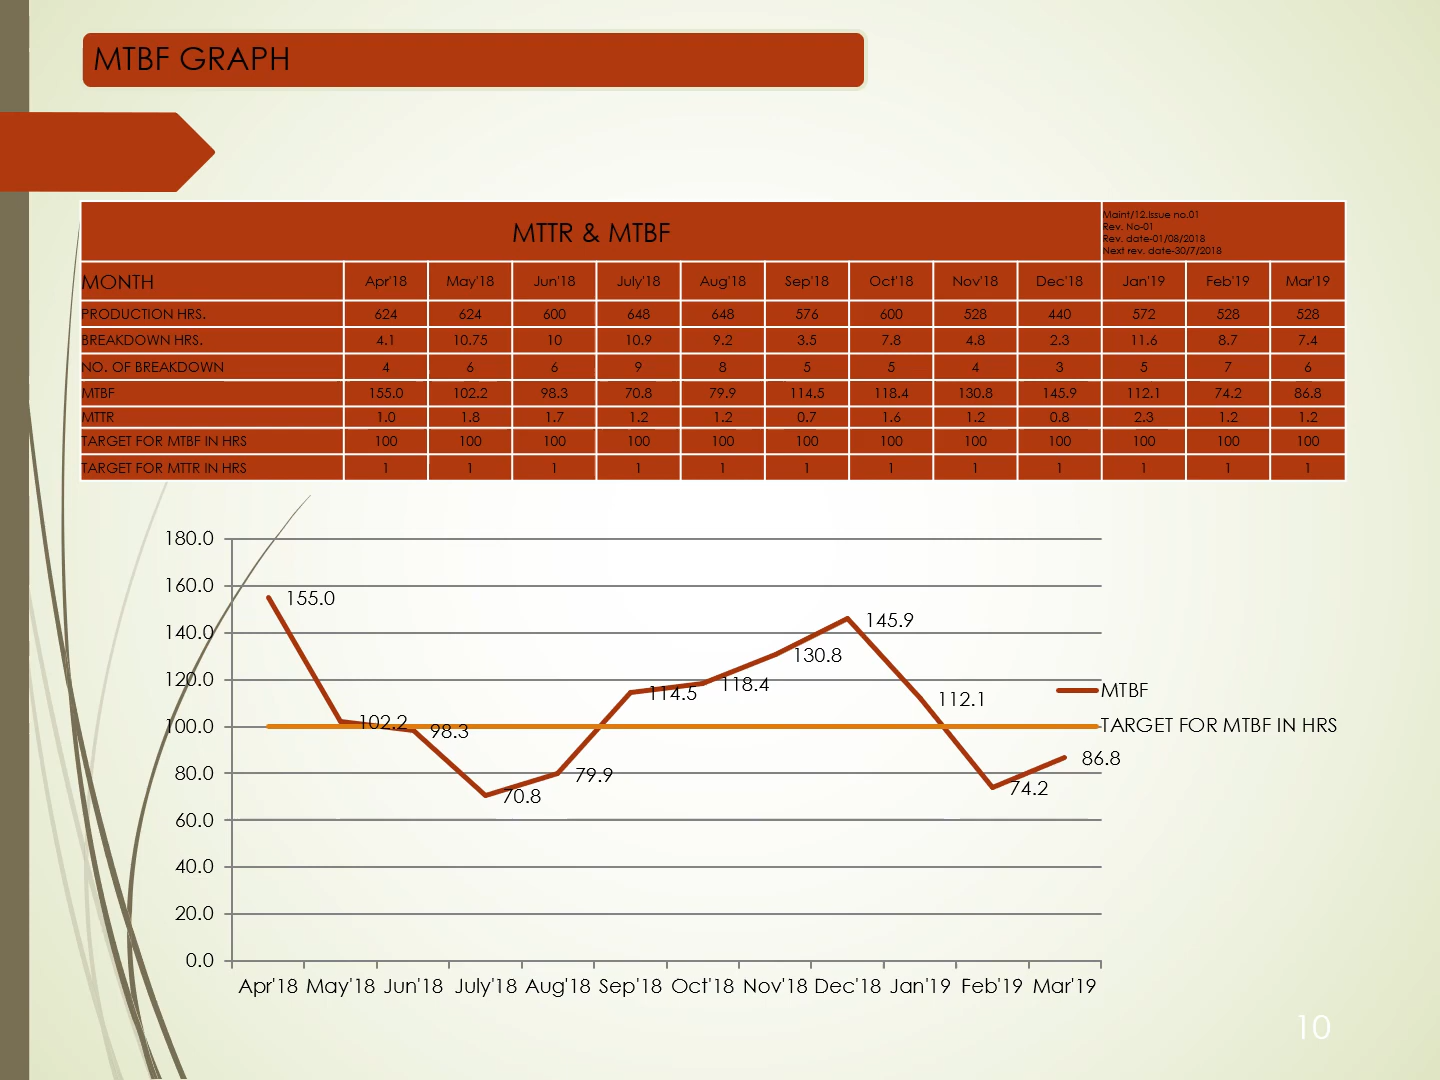 MTBF GRAPH
MTTR & MTBF
Maint/12.Issue no.01
Rev. No-01
Rev. date-01/08/2018
Next rev. date-30/7/2018
MONTH Apr'18 May'18 Jun'18 July'18 Aug'18 Sep'18 Oct'18 Nov'18 Dec'18 Jan'19 Feb'19 Mar'19
PRODUCTION HRS. 624 624 600 648 648 576 600 528 440 572 528 528
BREAKDOWN HRS. 4.1 10.75 10 10.9 9.2 3.5 7.8 4.8 2.3 11.6 8.7 7.4
NO. OF BREAKDOWN 4 6 6 9 8 5 5 4 3 5 7 6
MTBF 155.0 102.2 98.3 70.8 79.9 114.5 118.4 130.8 145.9 112.1 74.2 86.8
MTTR 1.0 1.8 1.7 1.2 1.2 0.7 1.6 1.2 0.8 2.3 1.2 1.2
TARGET FOR MTBF IN HRS 100 100 100 100 100 100 100 100 100 100 100 100
TARGET FOR MTTR IN HRS 1 1 1 1 1 1 1 1 1 1 1 1
180.0
160.0
155.0
145.9
140.0
130.8
120.0
118.4
114.5
112.1
MTBF
102.2
100.0
98.3
TARGET FOR MTBF IN HRS
86.8
80.0
79.9
74.2
70.8
60.0
40.0
20.0
0.0
Apr'18 May'18 Jun'18 July'18 Aug'18 Sep'18 Oct'18 Nov'18 Dec'18 Jan'19 Feb'19 Mar'19
10